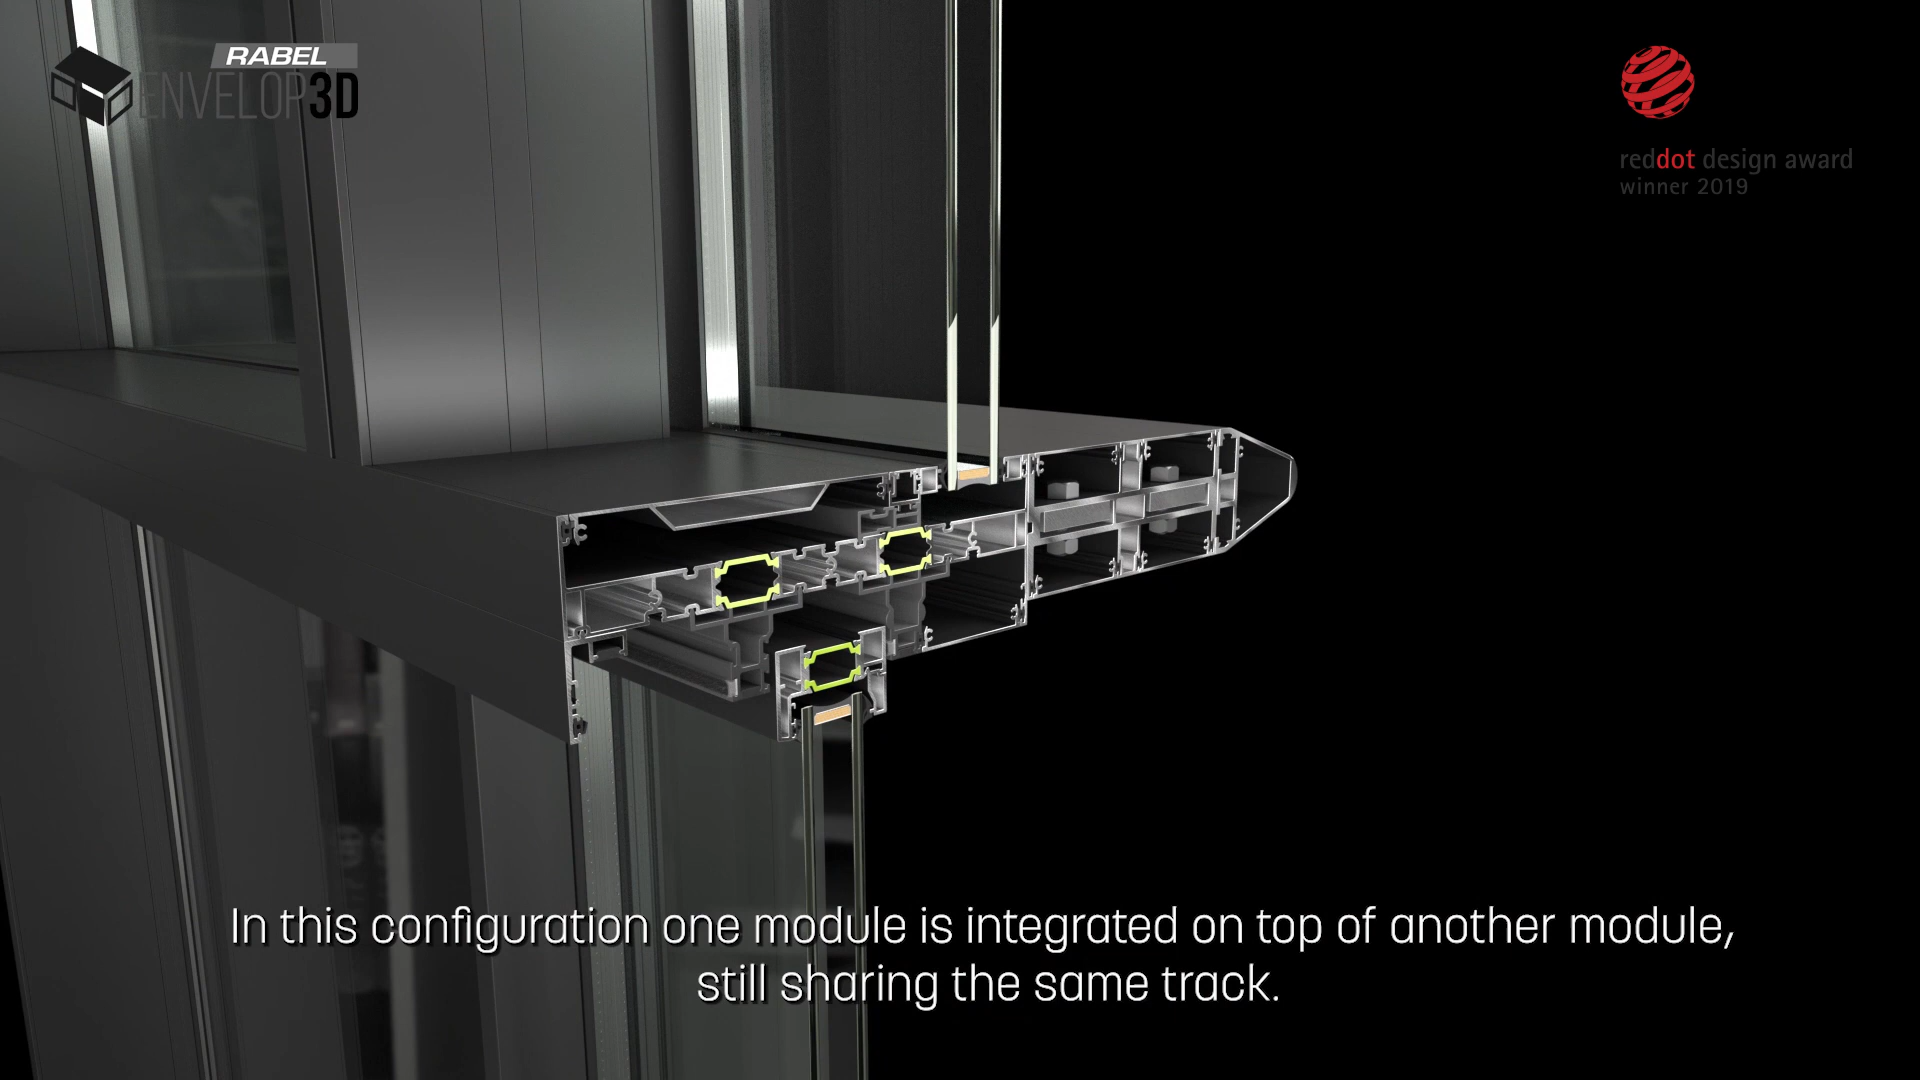 RABEL
ENVELOP3D
reddot design award
winner 2019
In this configuration one module is integrated on top of another module,
still sharing the same track.